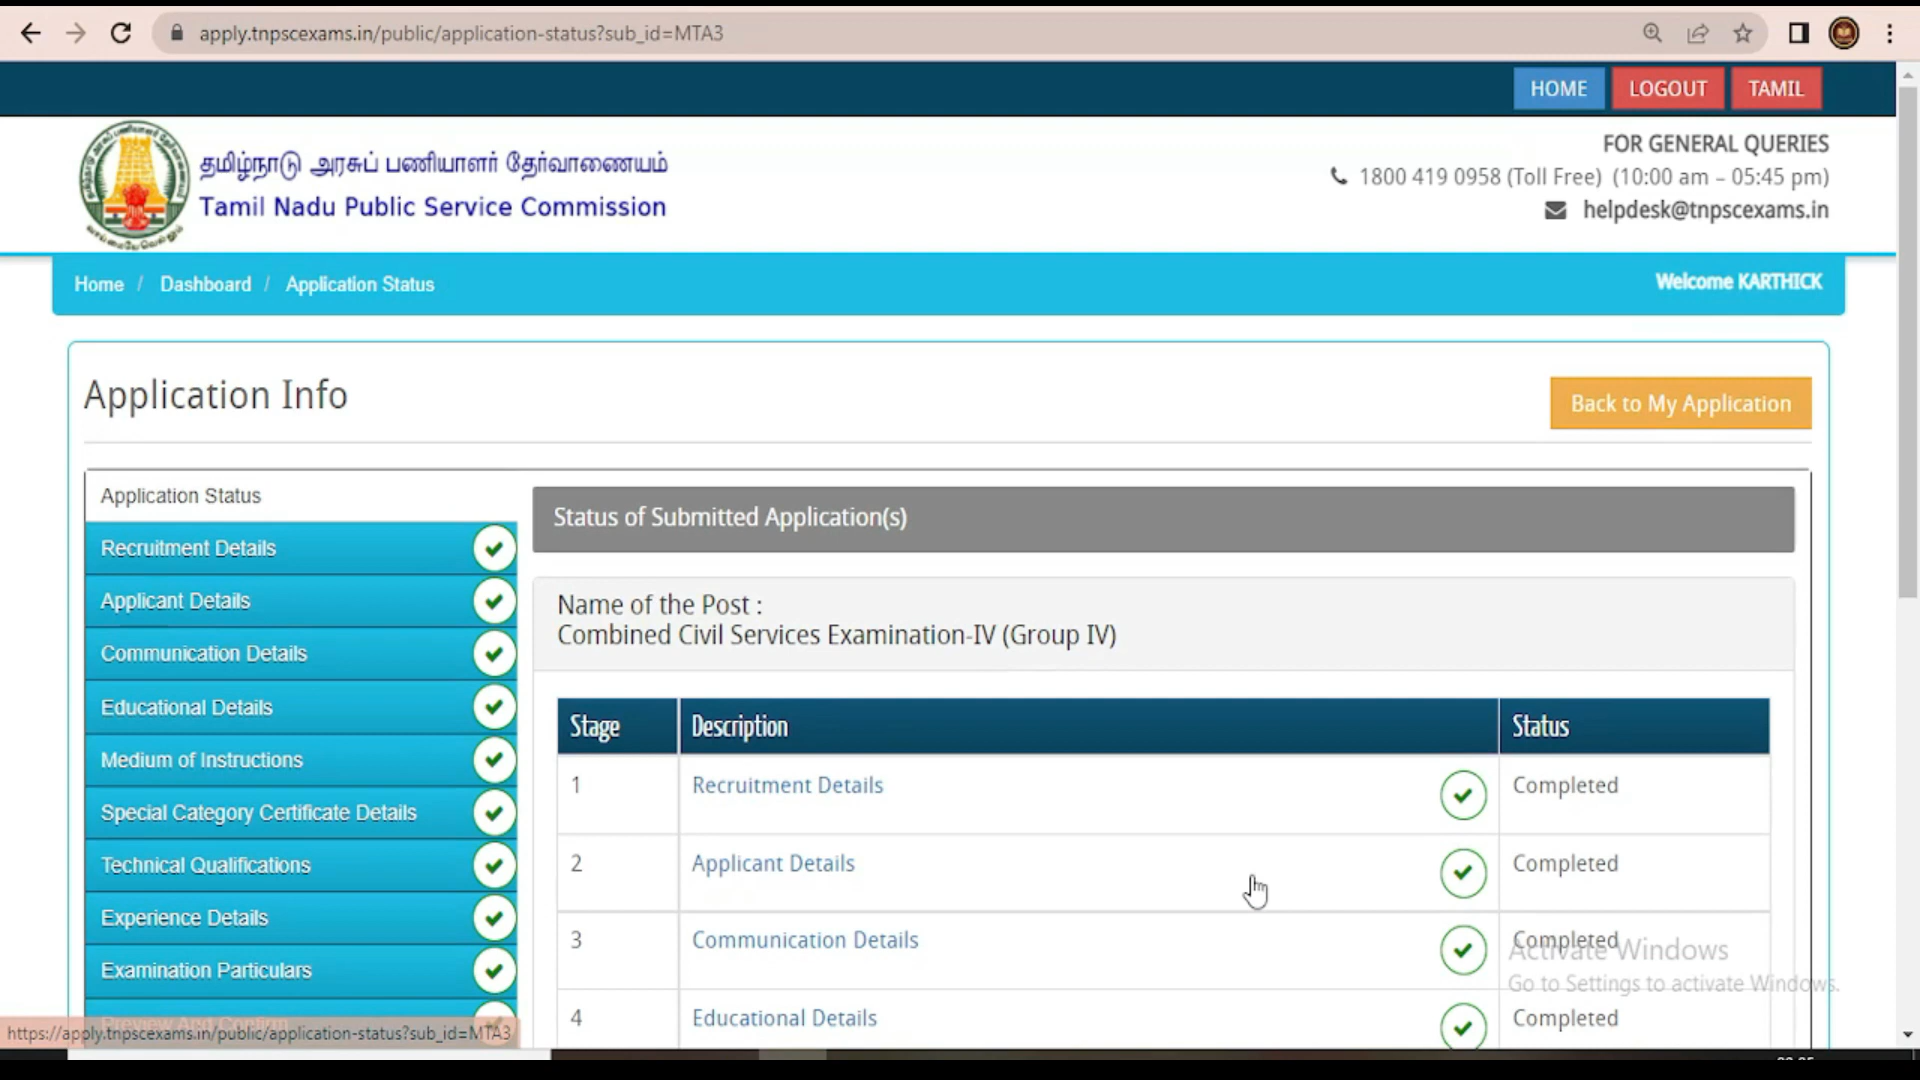 apply.tnpscexams.in/public/application-status?sub_id=MTA3
HOME
LOGOUT
TAMIL
தமிழ்நாடு அரசுப் பணியாளர் தேர்வாணையம்
Tamil Nadu Public Service Commission
FOR GENERAL QUERIES
1800 419 0958 (Toll Free) (10:00 am – 05:45 pm)
helpdesk@tnpscexams.in
Home / Dashboard / Application Status
Welcome KARTHICK
Application Info
Back to My Application
Application Status
Recruitment Details
Applicant Details
Communication Details
Educational Details
Medium of Instructions
Special Category Certificate Details
Technical Qualifications
Experience Details
Examination Particulars
Preview And Confirm
Status of Submitted Application(s)
Name of the Post :
Combined Civil Services Examination-IV (Group IV)
Stage Description Status
1 Recruitment Details Completed
2 Applicant Details Completed
3 Communication Details Completed
4 Educational Details Completed
Activate Windows
Go to Settings to activate Windows.
https://apply.tnpscexams.in/public/application-status?sub_id=MTA3